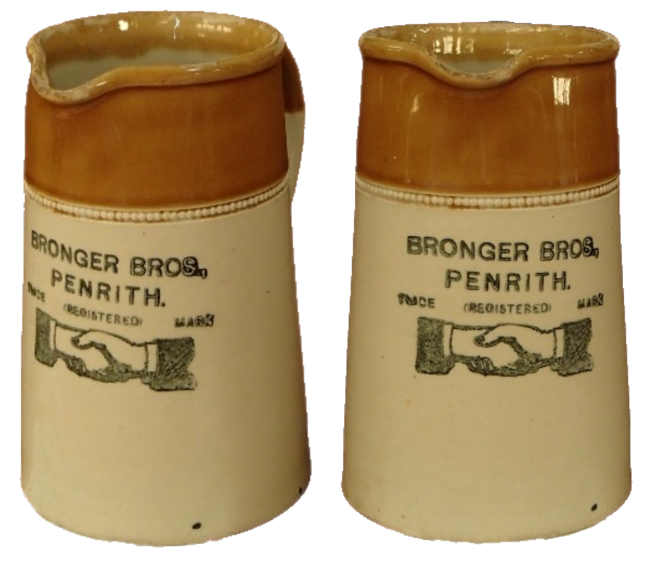 BRONGER BROS.,
PENRITH.
TRADE (REGISTERED) MARK
BRONGER BROS.,
PENRITH.
TRADE (REGISTERED) MARK